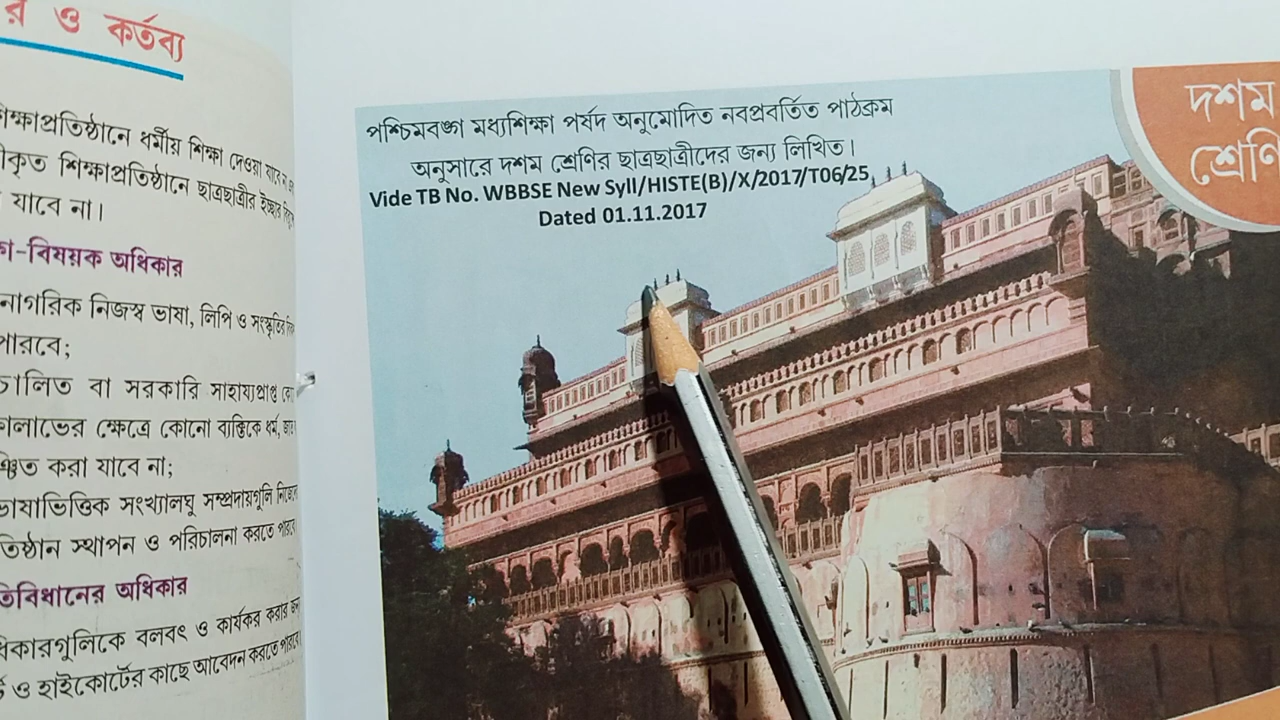 ও কর্তব্য
শিক্ষাপ্রতিষ্ঠানে ধর্মীয় শিক্ষা দেওয়া যাবে না
শিক্ষাপ্রতিষ্ঠানে ছাত্রছাত্রীর ইচ্ছার
যাবে না।
অধিকার
নাগরিক নিজস্ব ভাষা, লিপি ও সংস্কৃতির
পারবে;
বা সরকারি সাহায্যপ্রাপ্ত
ক্ষেত্রে কোনো ব্যক্তিকে ধর্ম,
করা যাবে না;
ভাষাভিত্তিক সংখ্যালঘু সম্প্রদায়গুলি
স্থাপন ও পরিচালনা করতে পারবে
অধিকার
বলবৎ ও কার্যকর করার
ও হাইকোর্টের কাছে আবেদন করতে পারবে
পশ্চিমবঙ্গ মধ্যশিক্ষা পর্ষদ অনুমোদিত নবপ্রবর্তিত পাঠক্রম
অনুসারে দশম শ্রেণির ছাত্রছাত্রীদের জন্য লিখিত।
Vide TB No. WBBSE New Syll/HISTE(B)/X/2017/T06/25,
Dated 01.11.2017
দশম
শ্রেণি